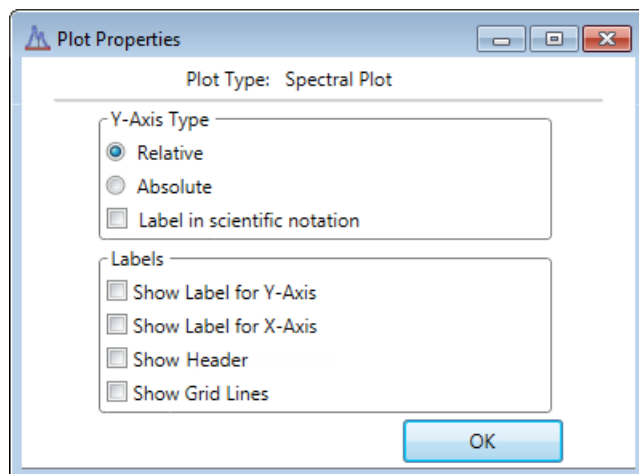 Plot Properties
Plot Type: Spectral Plot
Y-Axis Type
Relative
Absolute
Label in scientific notation
Labels
Show Label for Y-Axis
Show Label for X-Axis
Show Header
Show Grid Lines
OK